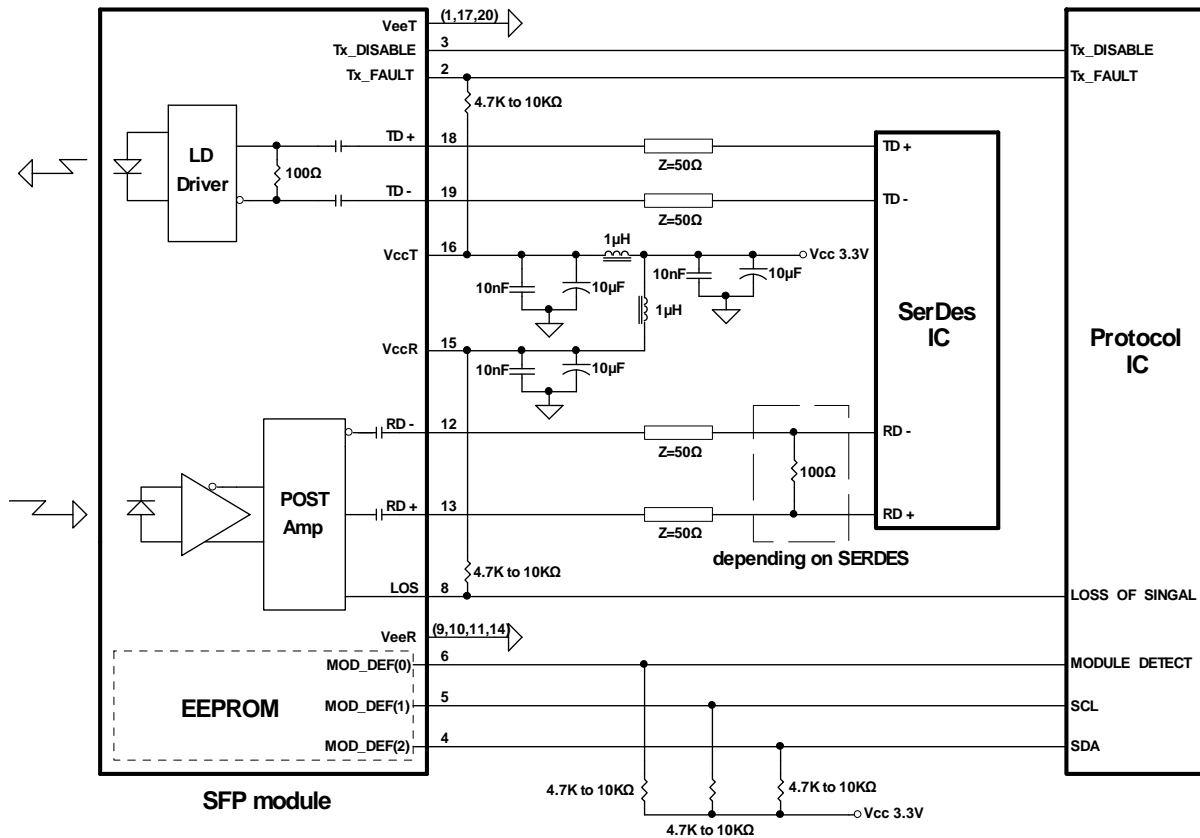 VeeT (1,17,20)
Tx_DISABLE 3 Tx_DISABLE
Tx_FAULT 2 Tx_FAULT
4.7K to 10KΩ
LD
Driver
100Ω
TD + 18 Z=50Ω TD +
TD - 19 Z=50Ω TD -
1µH
VccT 16 Vcc 3.3V
10nF 10µF 10nF 10µF
1µH
SerDes
IC
Protocol
IC
VccR 15
10nF 10µF
RD - 12 Z=50Ω RD -
100Ω
POST
Amp
RD + 13 Z=50Ω RD +
depending on SERDES
4.7K to 10KΩ
LOS 8 LOSS OF SINGAL
VeeR (9,10,11,14)
MOD_DEF(0) 6 MODULE DETECT
EEPROM
MOD_DEF(1) 5 SCL
MOD_DEF(2) 4 SDA
SFP module
4.7K to 10KΩ 4.7K to 10KΩ
Vcc 3.3V
4.7K to 10KΩ